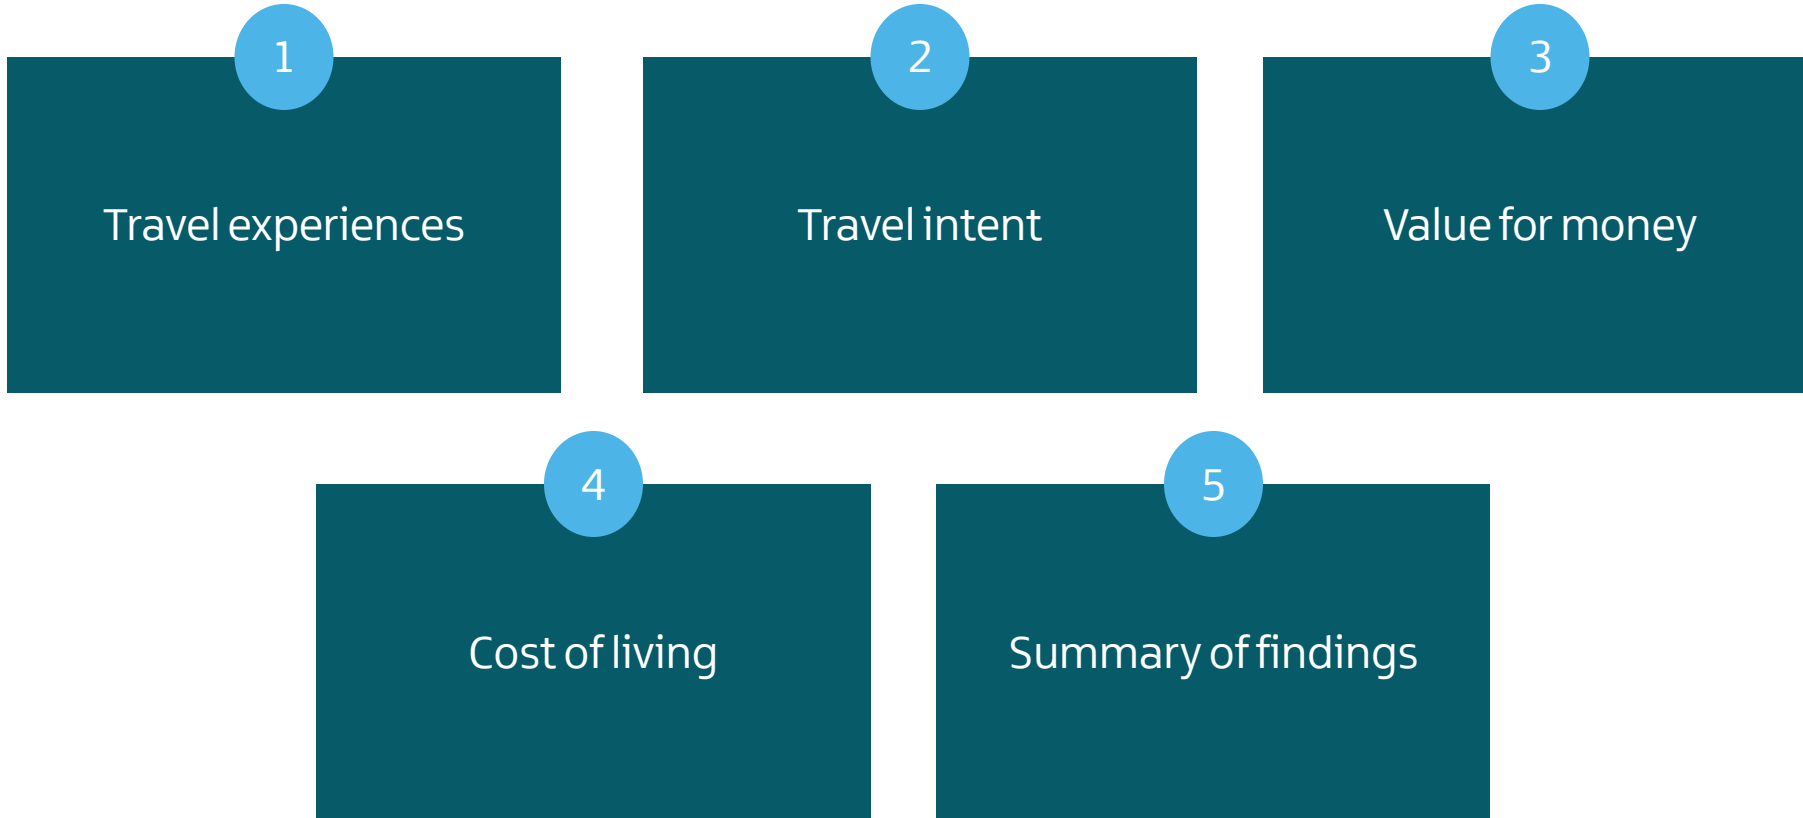 1
Travel experiences
2
Travel intent
3
Value for money
4
Cost of living
5
Summary of findings